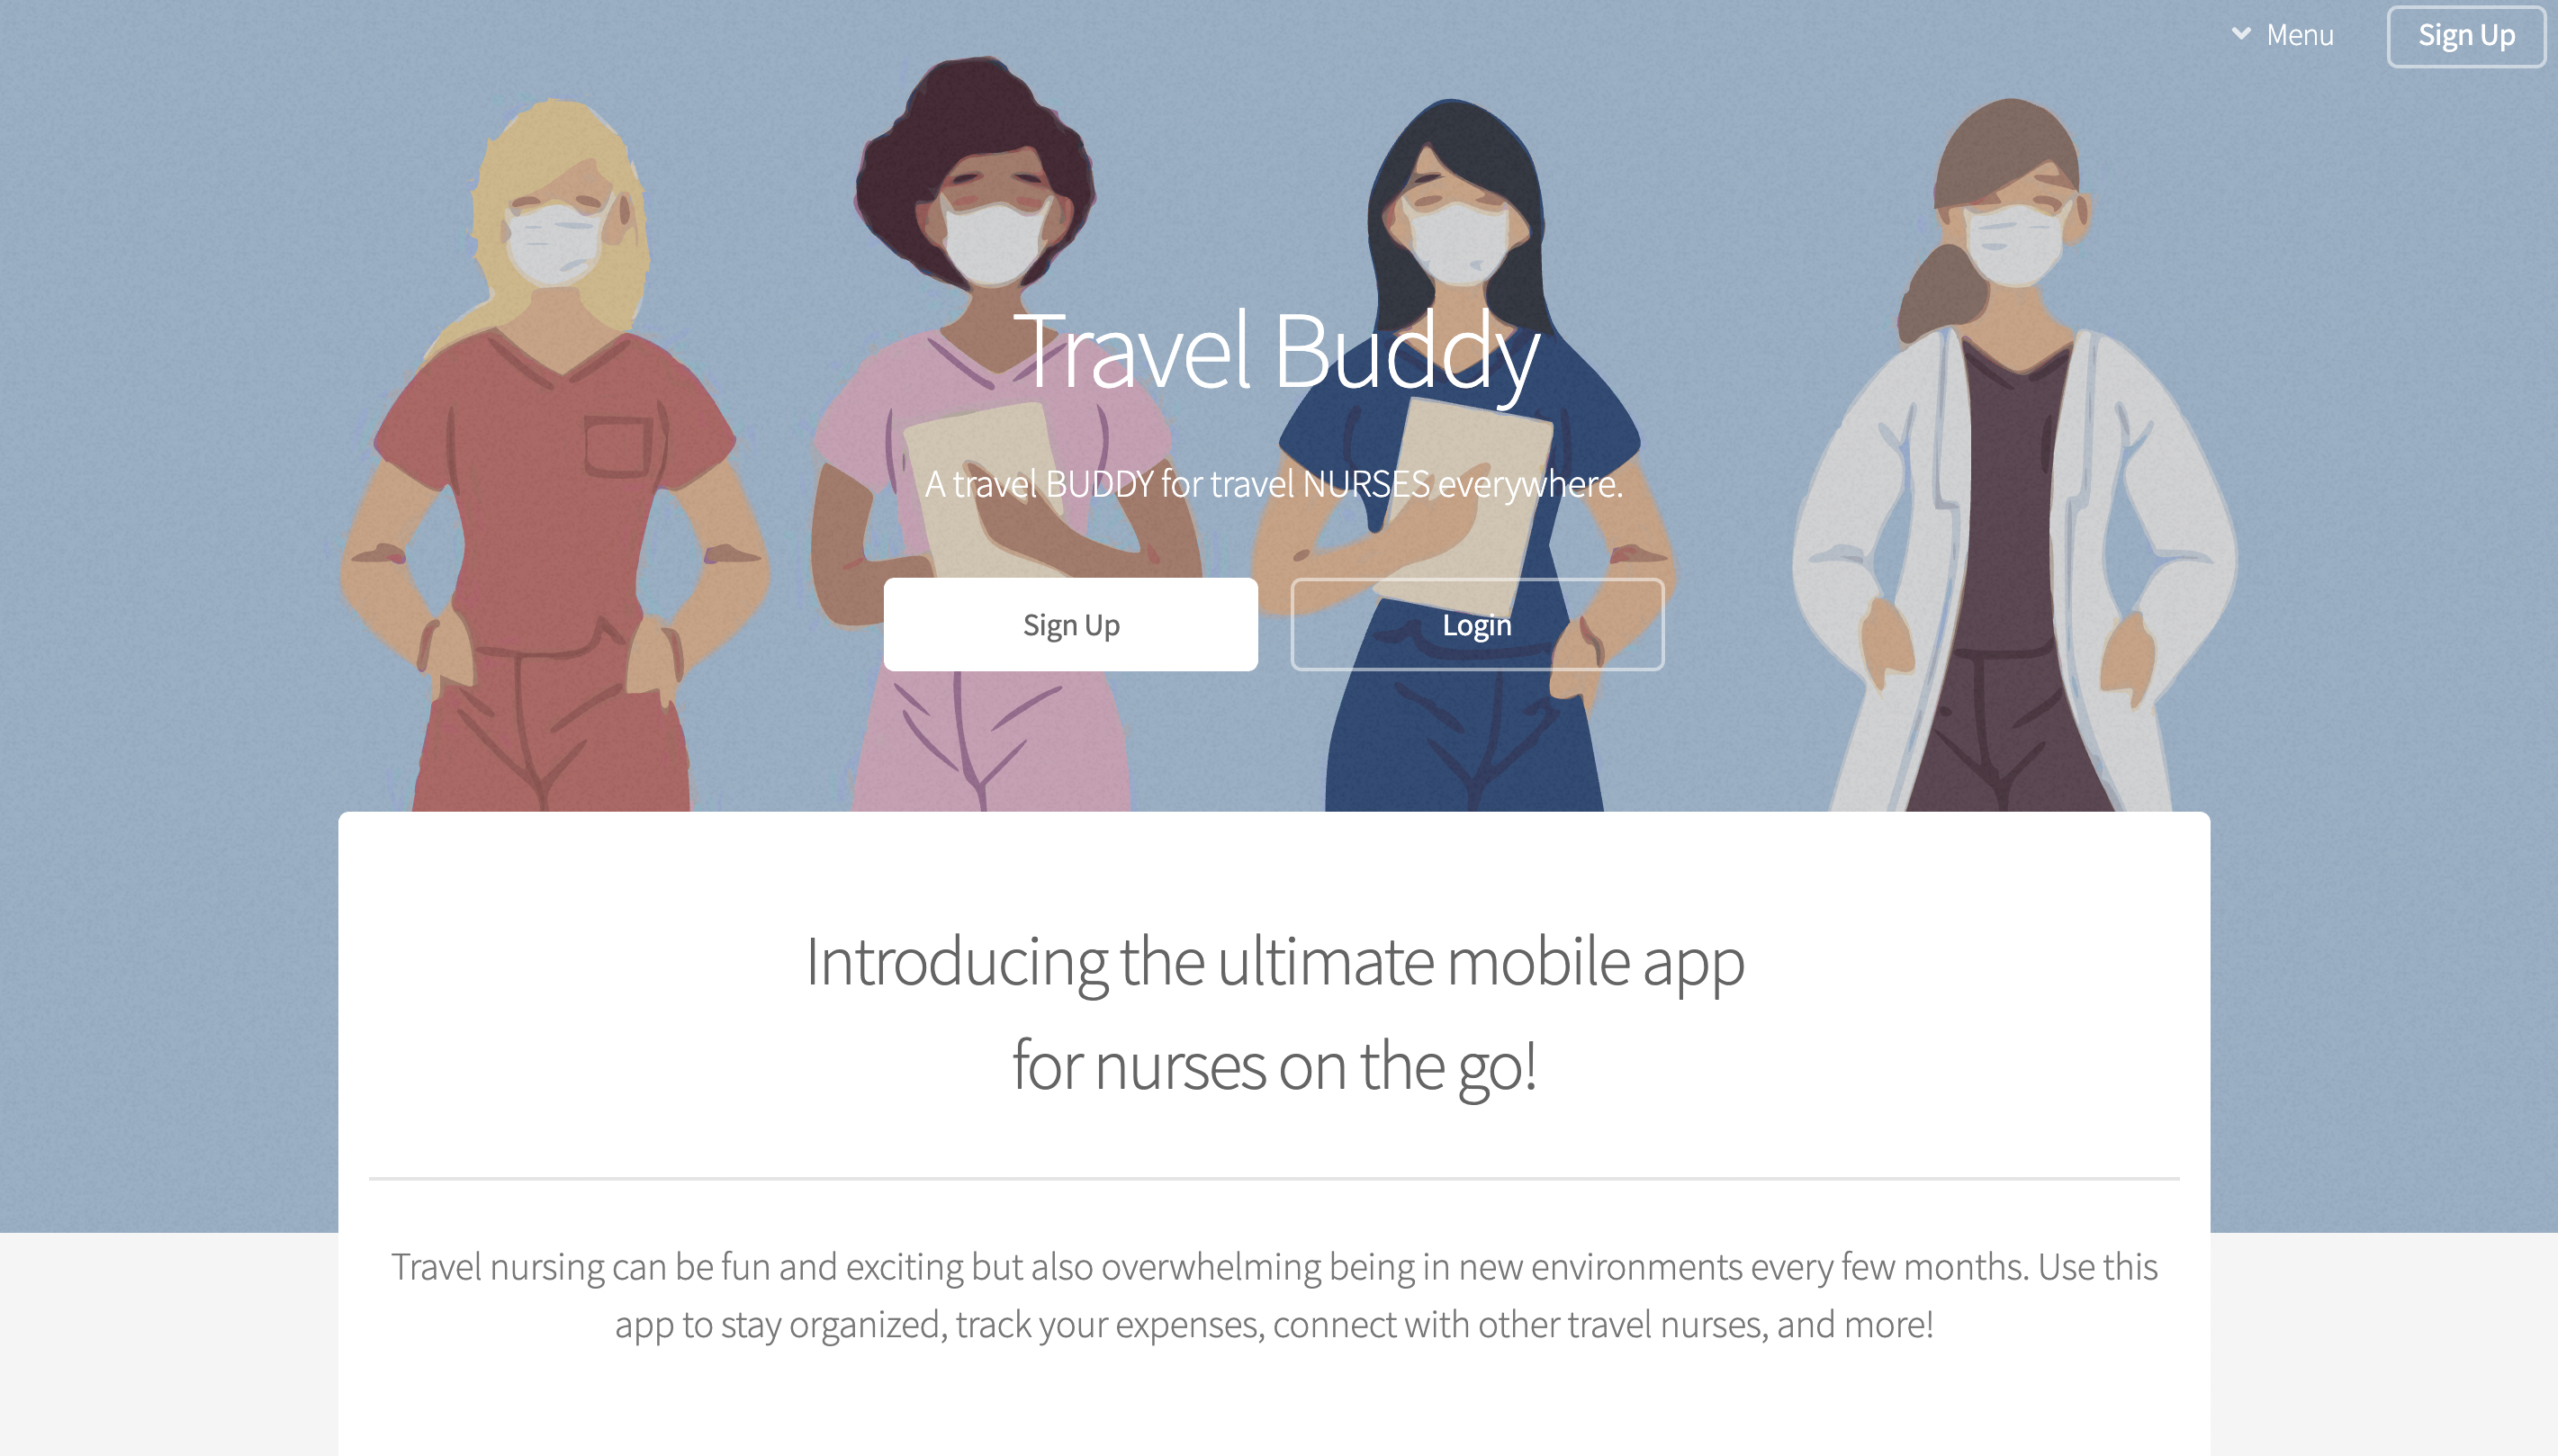 Menu
Sign Up
Travel Buddy
A travel BUDDY for travel NURSES everywhere.
Sign Up
Login
Introducing the ultimate mobile app
for nurses on the go!
Travel nursing can be fun and exciting but also overwhelming being in new environments every few months. Use this
app to stay organized, track your expenses, connect with other travel nurses, and more!